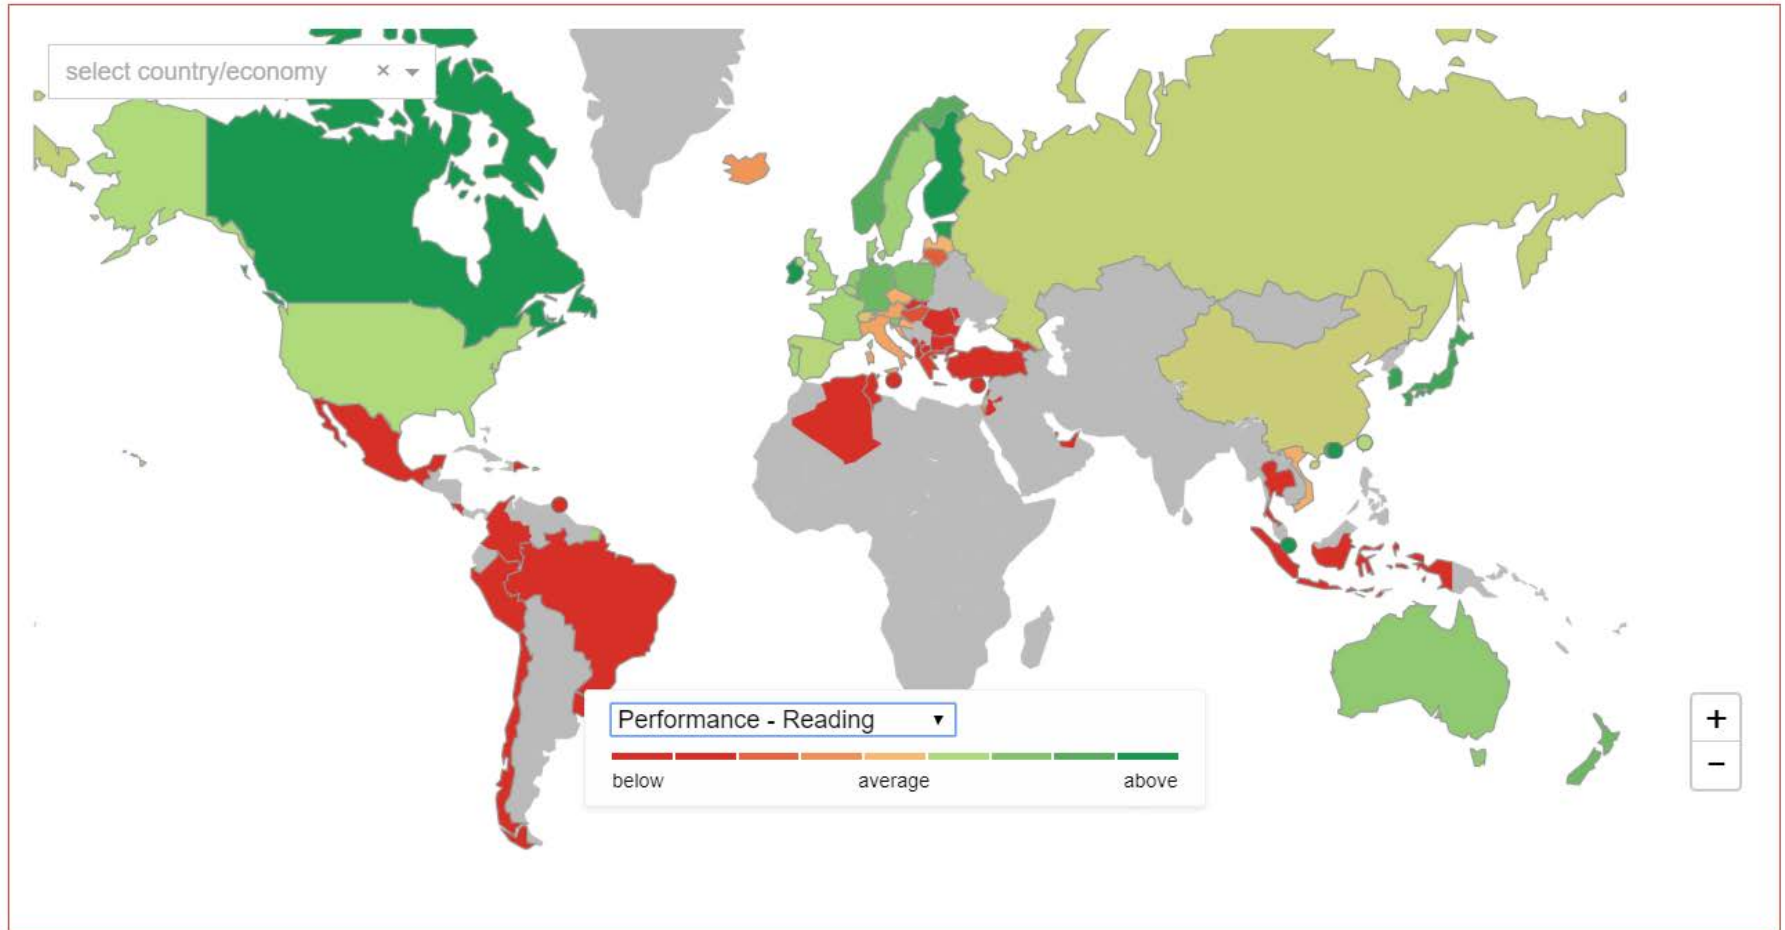 select country/economy × ▾
Performance - Reading ▼
below average above
+
−